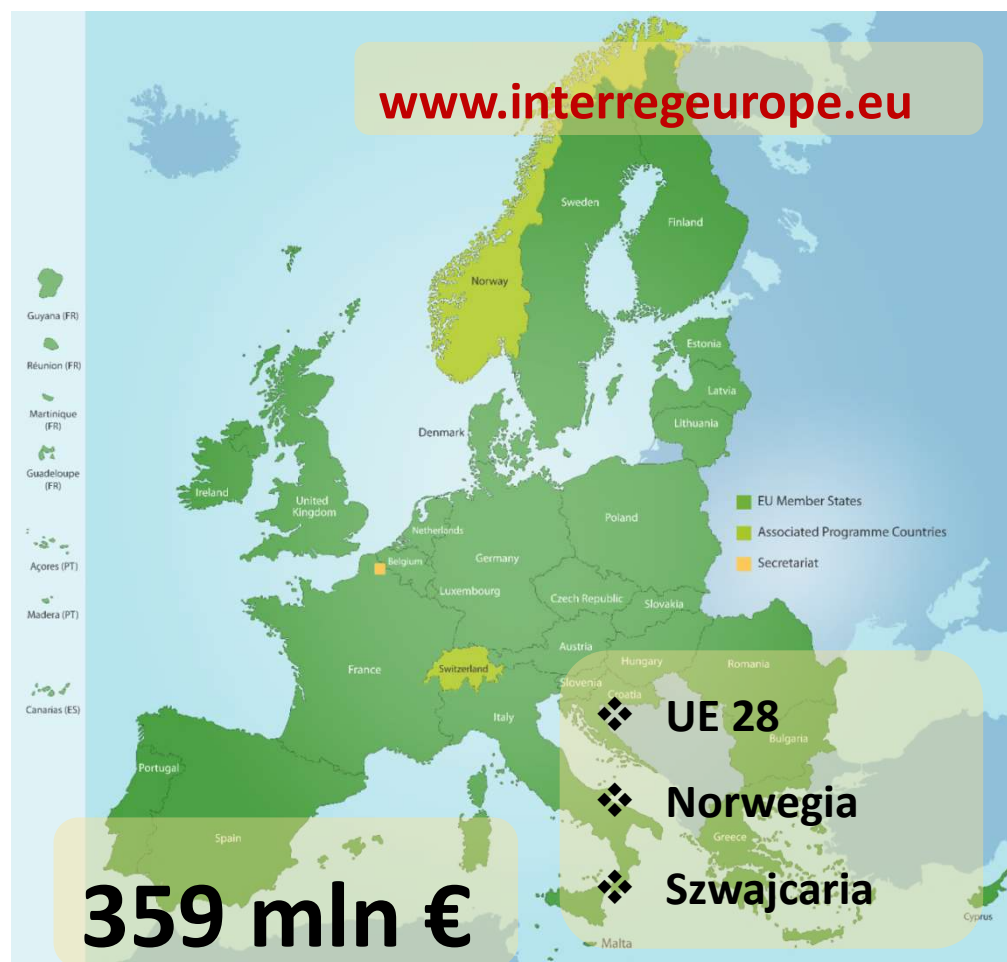 www.interregeurope.eu
Sweden
Finland
Norway
Guyana (FR)
Estonia
Réunion (FR)
Latvia
Martinique
(FR)
Lithuania
Denmark
Guadeloupe
(FR)
Ireland
United
Kingdom
EU Member States
Poland
Netherlands
Associated Programme Countries
Germany
Belgium
Secretariat
Açores (PT)
Luxembourg
Czech Republic
Slovakia
Madera (PT)
Austria
Hungary
Romania
France
Switzerland
Slovenia
Croatia
Canarias (ES)
Italy
❖ UE 28
Bulgaria
Portugal
❖ Norwegia
Spain
Greece
❖ Szwajcaria
359 mln €
Cyprus
Malta